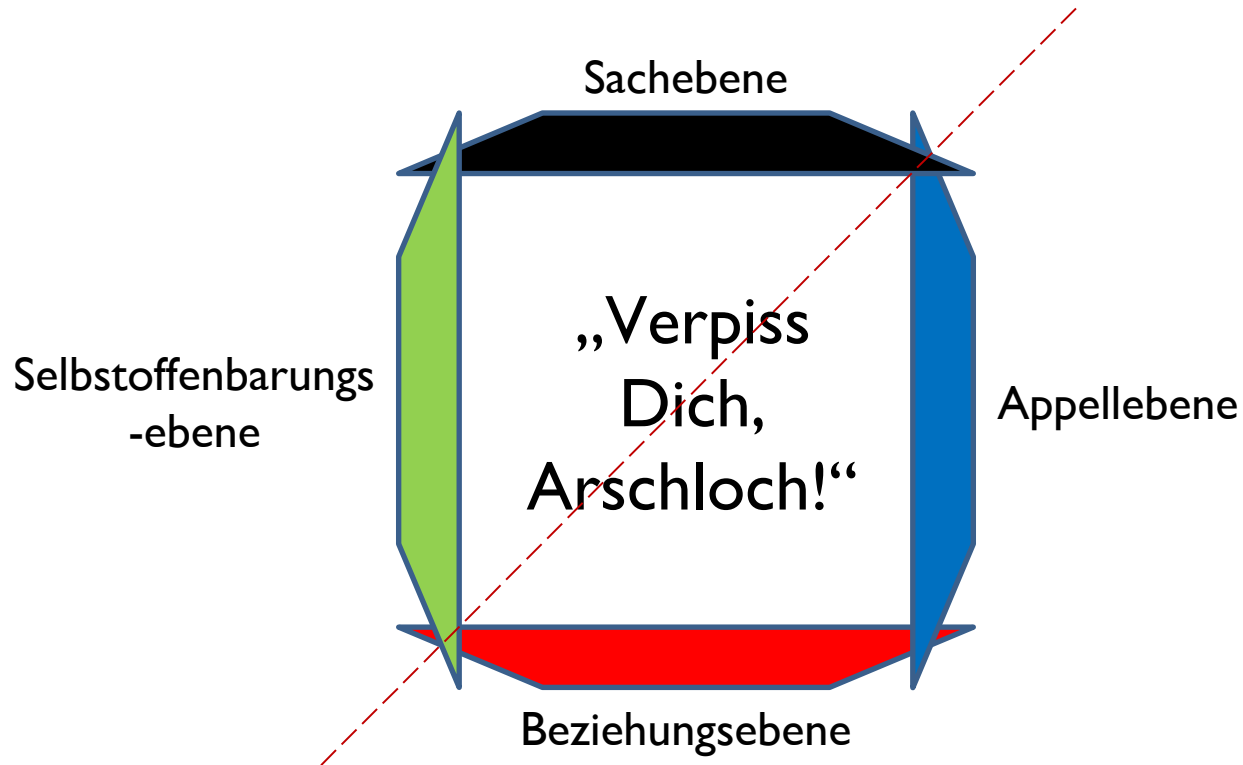 Sachebene
Selbstoffenbarungs
-ebene
„Verpiss
Dich,
Arschloch!“
Appellebene
Beziehungsebene